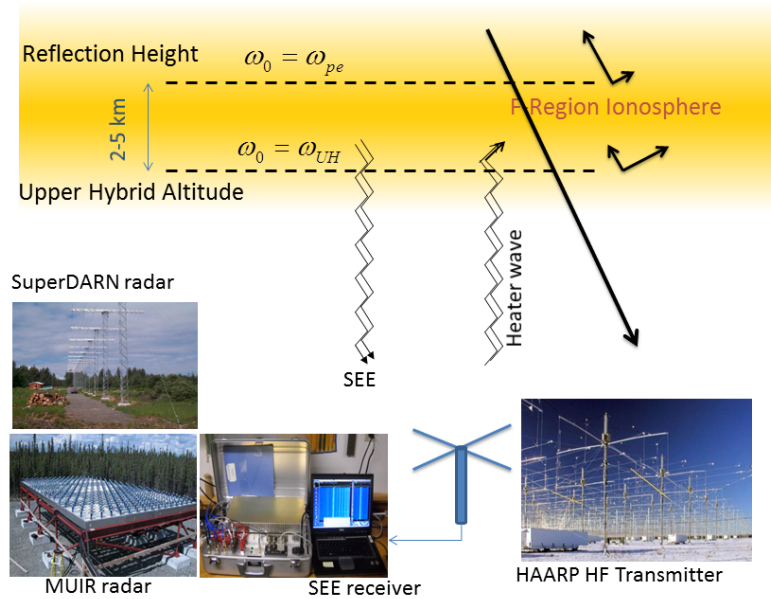 Reflection Height
ω₀ = ωₚₑ
2-5 km
F-Region Ionosphere
ω₀ = ω_UH
Upper Hybrid Altitude
Heater wave
SuperDARN radar
SEE
MUIR radar
SEE receiver
HAARP HF Transmitter